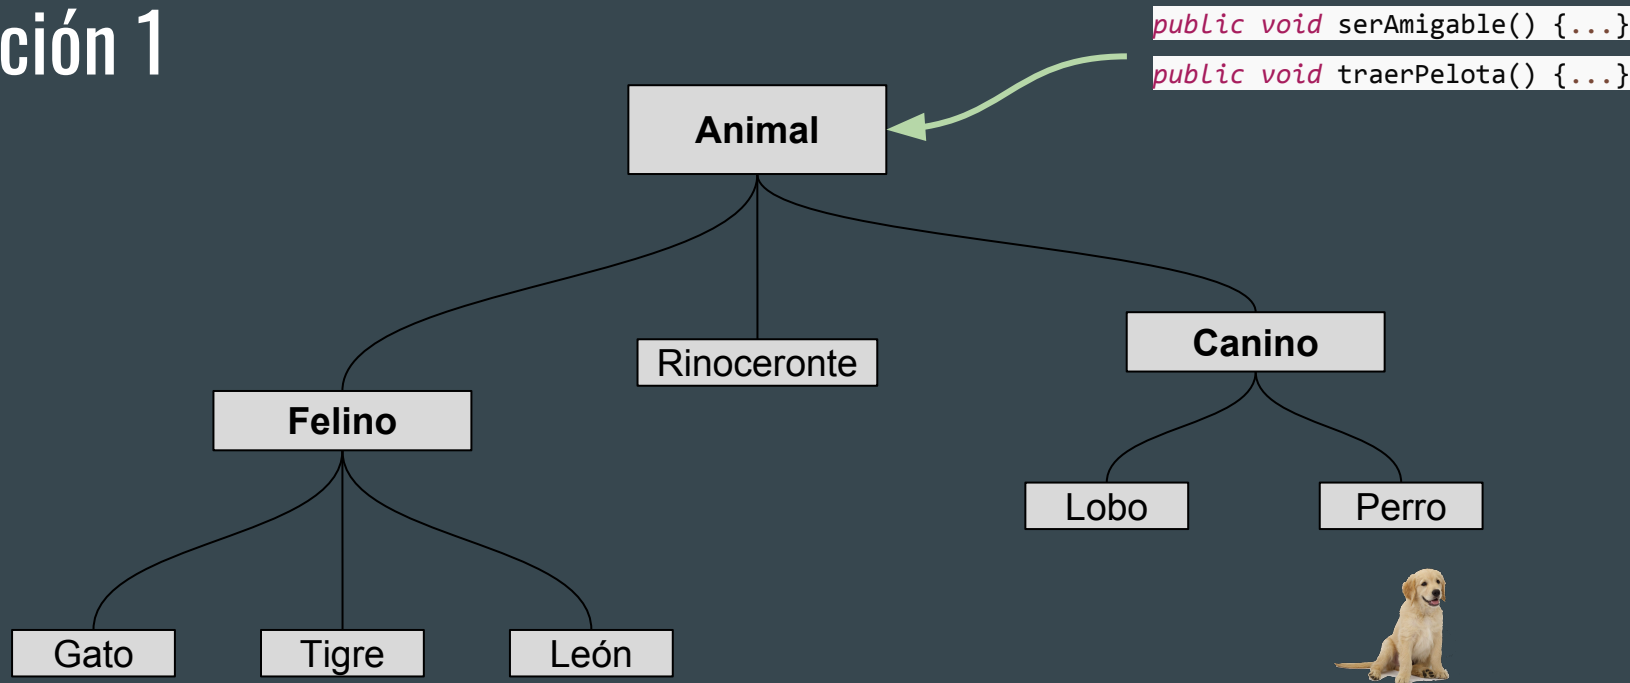 ción 1
public void serAmigable() {...}
public void traerPelota() {...}
Animal
Rinoceronte
Canino
Felino
Lobo
Perro
Gato
Tigre
León